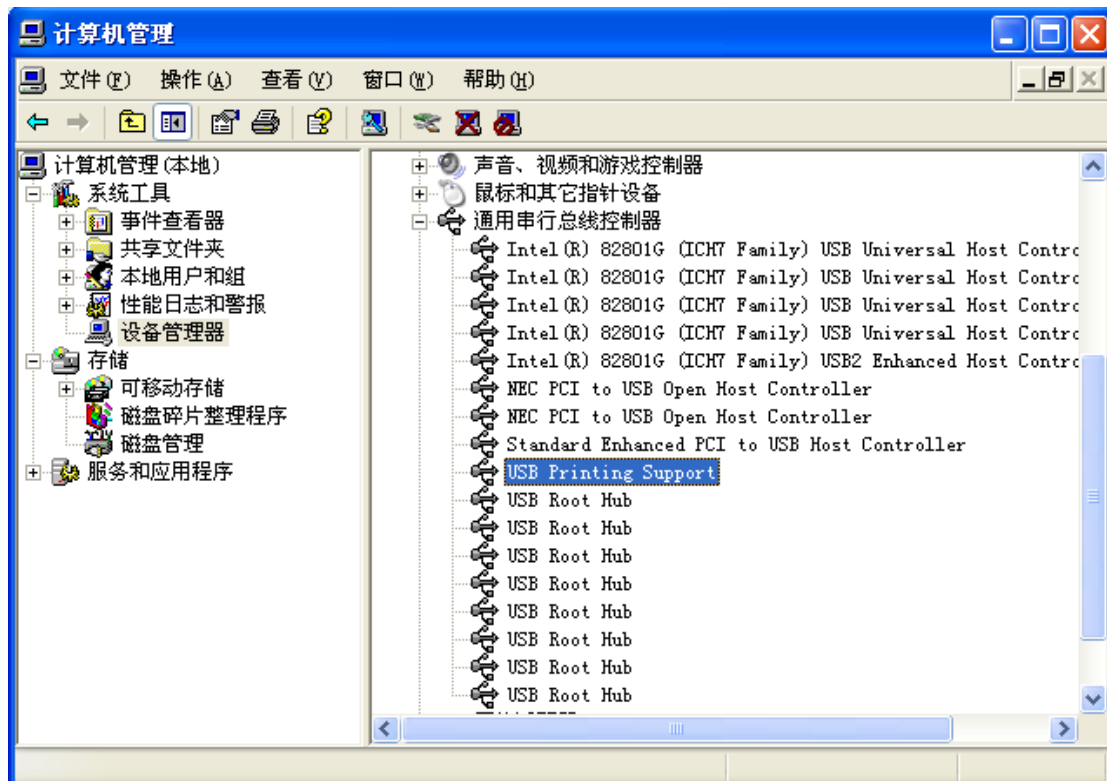 计算机管理
文件(F) 操作(A) 查看(V) 窗口(W) 帮助(H)
计算机管理(本地)
系统工具
事件查看器
共享文件夹
本地用户和组
性能日志和警报
设备管理器
存储
可移动存储
磁盘碎片整理程序
磁盘管理
服务和应用程序
声音、视频和游戏控制器
鼠标和其它指针设备
通用串行总线控制器
Intel(R) 82801G (ICH7 Family) USB Universal Host Contro
Intel(R) 82801G (ICH7 Family) USB Universal Host Contro
Intel(R) 82801G (ICH7 Family) USB Universal Host Contro
Intel(R) 82801G (ICH7 Family) USB Universal Host Contro
Intel(R) 82801G (ICH7 Family) USB2 Enhanced Host Contro
NEC PCI to USB Open Host Controller
NEC PCI to USB Open Host Controller
Standard Enhanced PCI to USB Host Controller
USB Printing Support
USB Root Hub
USB Root Hub
USB Root Hub
USB Root Hub
USB Root Hub
USB Root Hub
USB Root Hub
USB Root Hub